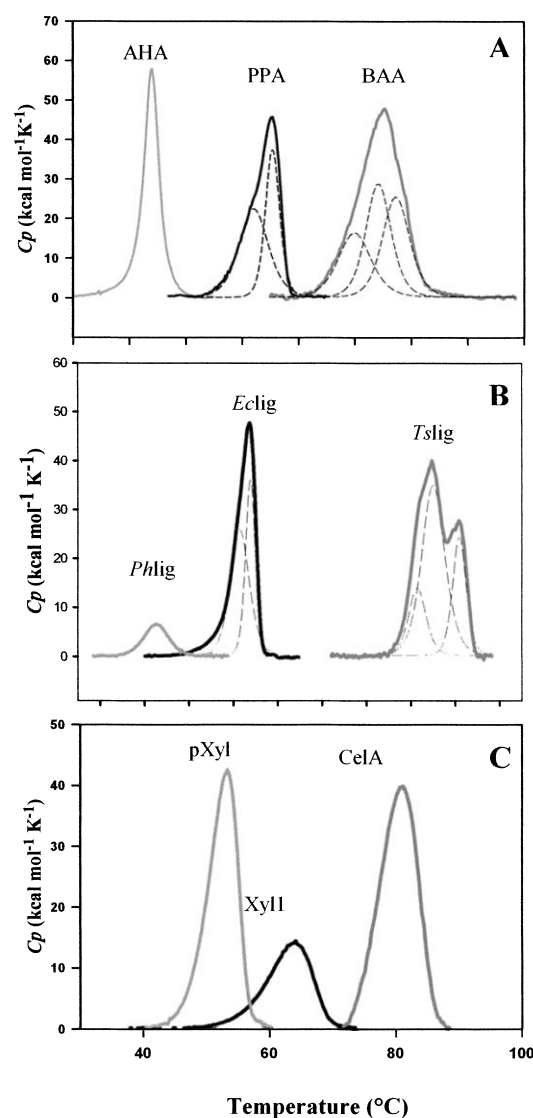 A
AHA
PPA
BAA
70
60
50
40
30
20
10
0
Cp (kcal mol-1K-1)
B
Phlig
Eclig
Tslig
60
50
40
30
20
10
0
Cp (kcal mol-1 K-1)
C
pXyl
Xyl1
CelA
50
40
30
20
10
0
Cp (kcal mol-1 K-1)
40 60 80 100
Temperature (°C)